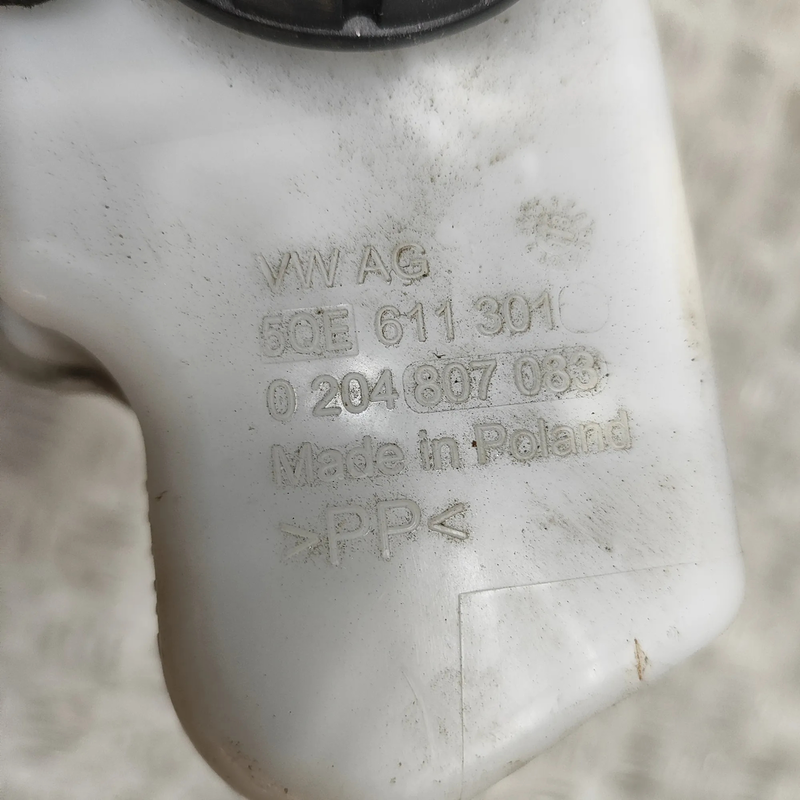 VW AG
5QE 611 301
0 204 807 083
Made in Poland
>PP<